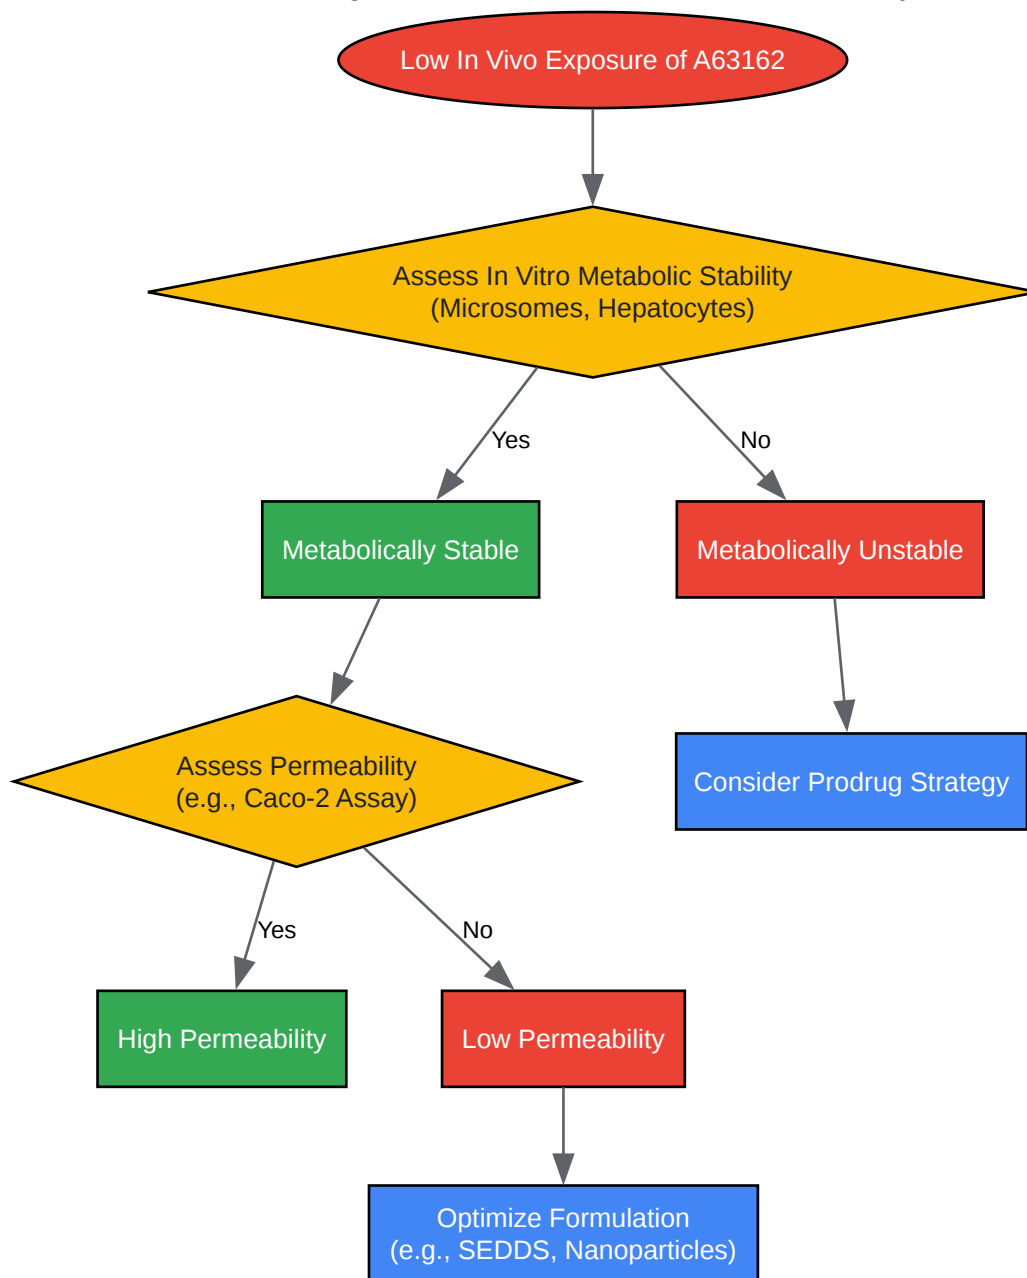 Low In Vivo Exposure of A63162
Assess In Vitro Metabolic Stability
(Microsomes, Hepatocytes)
Yes
No
Metabolically Stable
Metabolically Unstable
Assess Permeability
(e.g., Caco-2 Assay)
Consider Prodrug Strategy
Yes
No
High Permeability
Low Permeability
Optimize Formulation
(e.g., SEDDS, Nanoparticles)